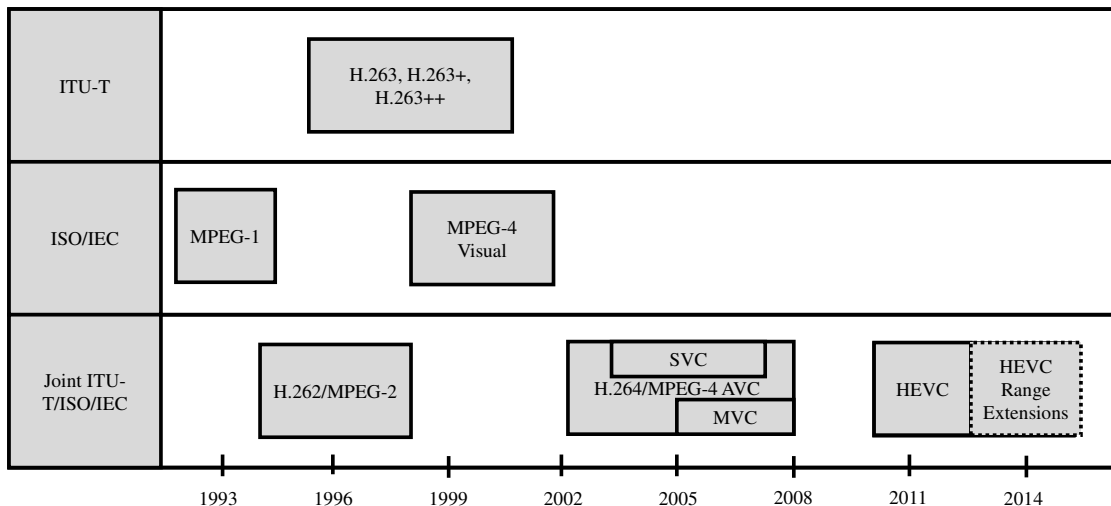 ITU-T
H.263, H.263+,
H.263++
ISO/IEC
MPEG-1
MPEG-4
Visual
Joint ITU-
T/ISO/IEC
H.262/MPEG-2
SVC
H.264/MPEG-4 AVC
MVC
HEVC
HEVC
Range
Extensions
1993 1996 1999 2002 2005 2008 2011 2014